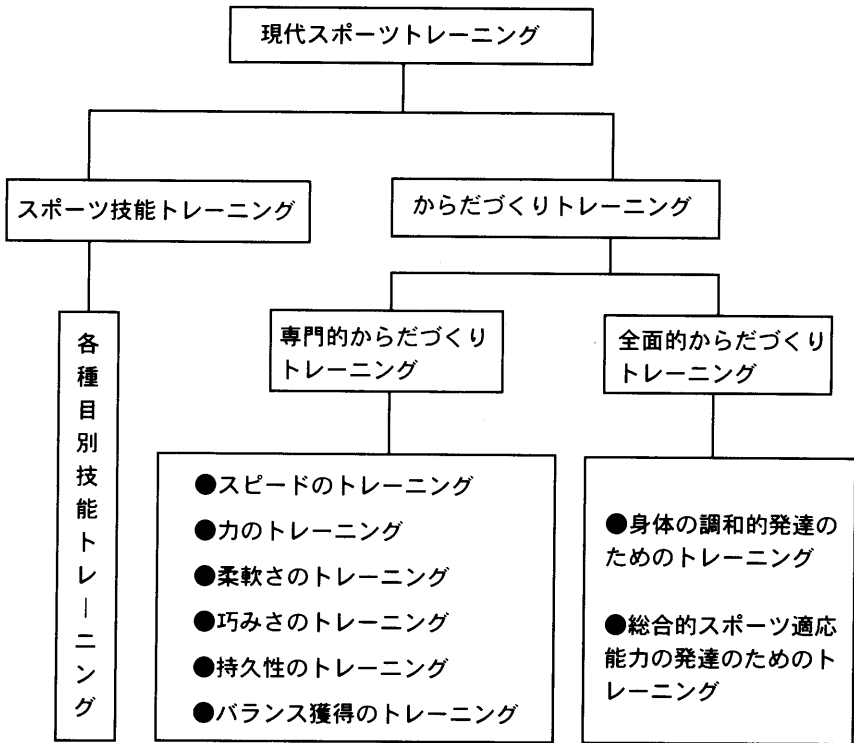 現代スポーツトレーニング
スポーツ技能トレーニング
からだづくりトレーニング
各種目別技能トレーニング
専門的からだづくり
トレーニング
全面的からだづくり
トレーニング
●スピードのトレーニング
●力のトレーニング
●柔軟さのトレーニング
●巧みさのトレーニング
●持久性のトレーニング
●バランス獲得のトレーニング
●身体の調和的発達の
ためのトレーニング
●総合的スポーツ適応
能力の発達のためのト
レーニング